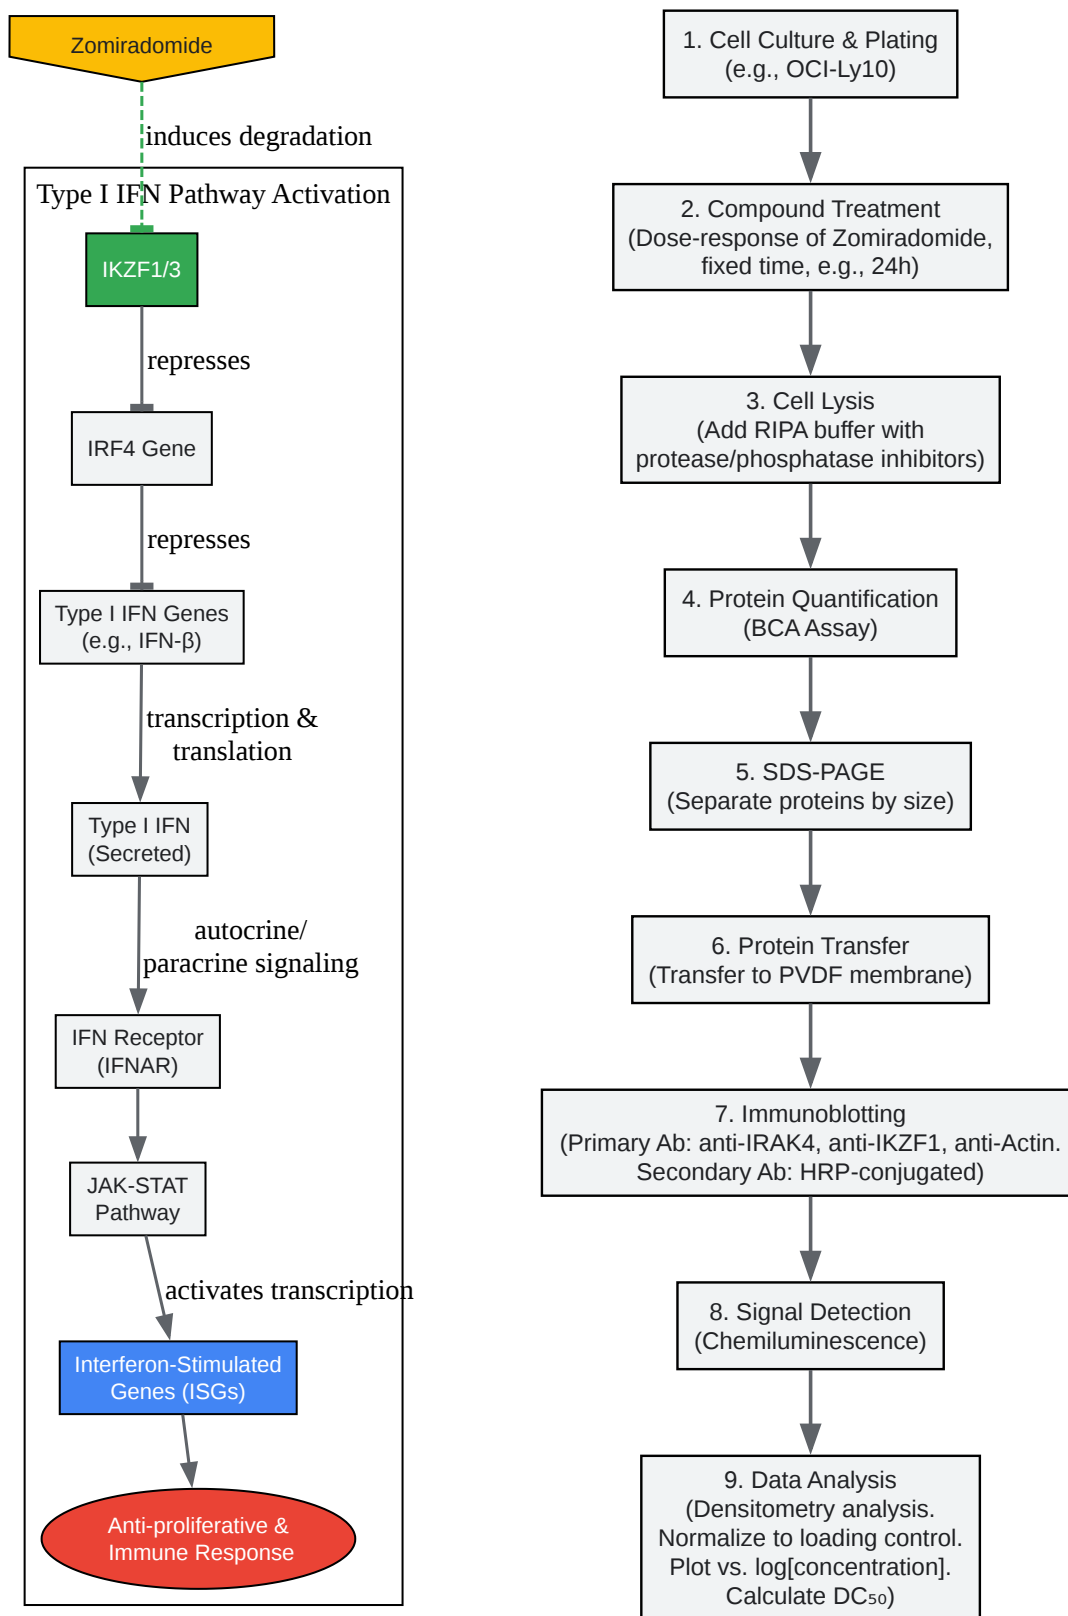 Zomiradomide
induces degradation
Type I IFN Pathway Activation
IKZF1/3
represses
IRF4 Gene
represses
Type I IFN Genes
(e.g., IFN-β)
transcription &
translation
Type I IFN
(Secreted)
autocrine/
paracrine signaling
IFN Receptor
(IFNAR)
JAK-STAT
Pathway
activates transcription
Interferon-Stimulated
Genes (ISGs)
Anti-proliferative &
Immune Response
1. Cell Culture & Plating
(e.g., OCI-Ly10)
2. Compound Treatment
(Dose-response of Zomiradomide,
fixed time, e.g., 24h)
3. Cell Lysis
(Add RIPA buffer with
protease/phosphatase inhibitors)
4. Protein Quantification
(BCA Assay)
5. SDS-PAGE
(Separate proteins by size)
6. Protein Transfer
(Transfer to PVDF membrane)
7. Immunoblotting
(Primary Ab: anti-IRAK4, anti-IKZF1, anti-Actin.
Secondary Ab: HRP-conjugated)
8. Signal Detection
(Chemiluminescence)
9. Data Analysis
(Densitometry analysis.
Normalize to loading control.
Plot vs. log[concentration].
Calculate DC₅₀)